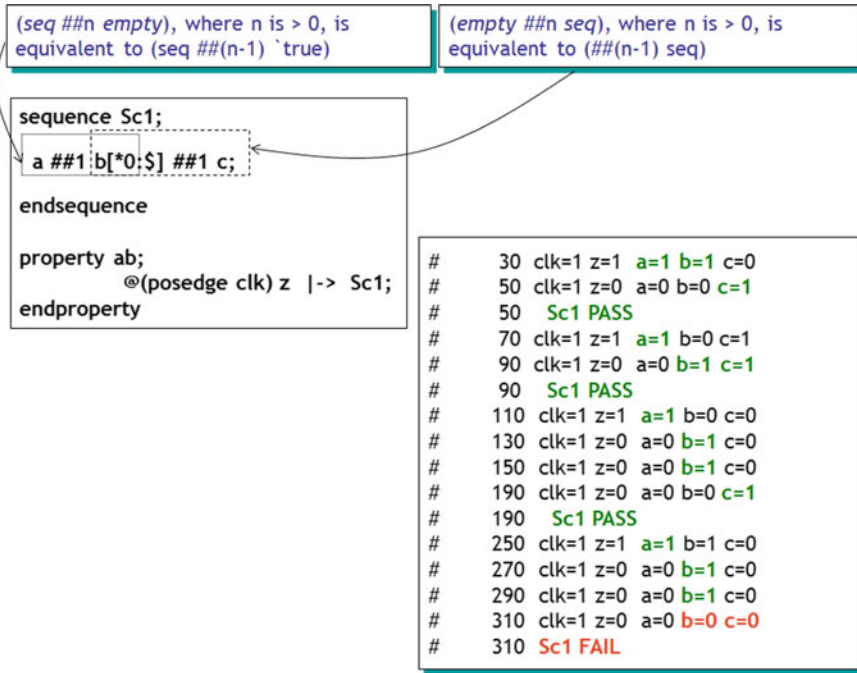 (seq ##n empty), where n is > 0, is
equivalent to (seq ##(n-1) `true)
(empty ##n seq), where n is > 0, is
equivalent to (##(n-1) seq)
sequence Sc1;
a ##1 b[*0:$] ##1 c;
endsequence
property ab;
@(posedge clk) z |-> Sc1;
endproperty
# 30 clk=1 z=1 a=1 b=1 c=0
# 50 clk=1 z=0 a=0 b=0 c=1
# 50 Sc1 PASS
# 70 clk=1 z=1 a=1 b=0 c=1
# 90 clk=1 z=0 a=0 b=1 c=1
# 90 Sc1 PASS
# 110 clk=1 z=1 a=1 b=0 c=0
# 130 clk=1 z=0 a=0 b=1 c=0
# 150 clk=1 z=0 a=0 b=1 c=0
# 190 clk=1 z=0 a=0 b=0 c=1
# 190 Sc1 PASS
# 250 clk=1 z=1 a=1 b=1 c=0
# 270 clk=1 z=0 a=0 b=1 c=0
# 290 clk=1 z=0 a=0 b=1 c=0
# 310 clk=1 z=0 a=0 b=0 c=0
# 310 Sc1 FAIL